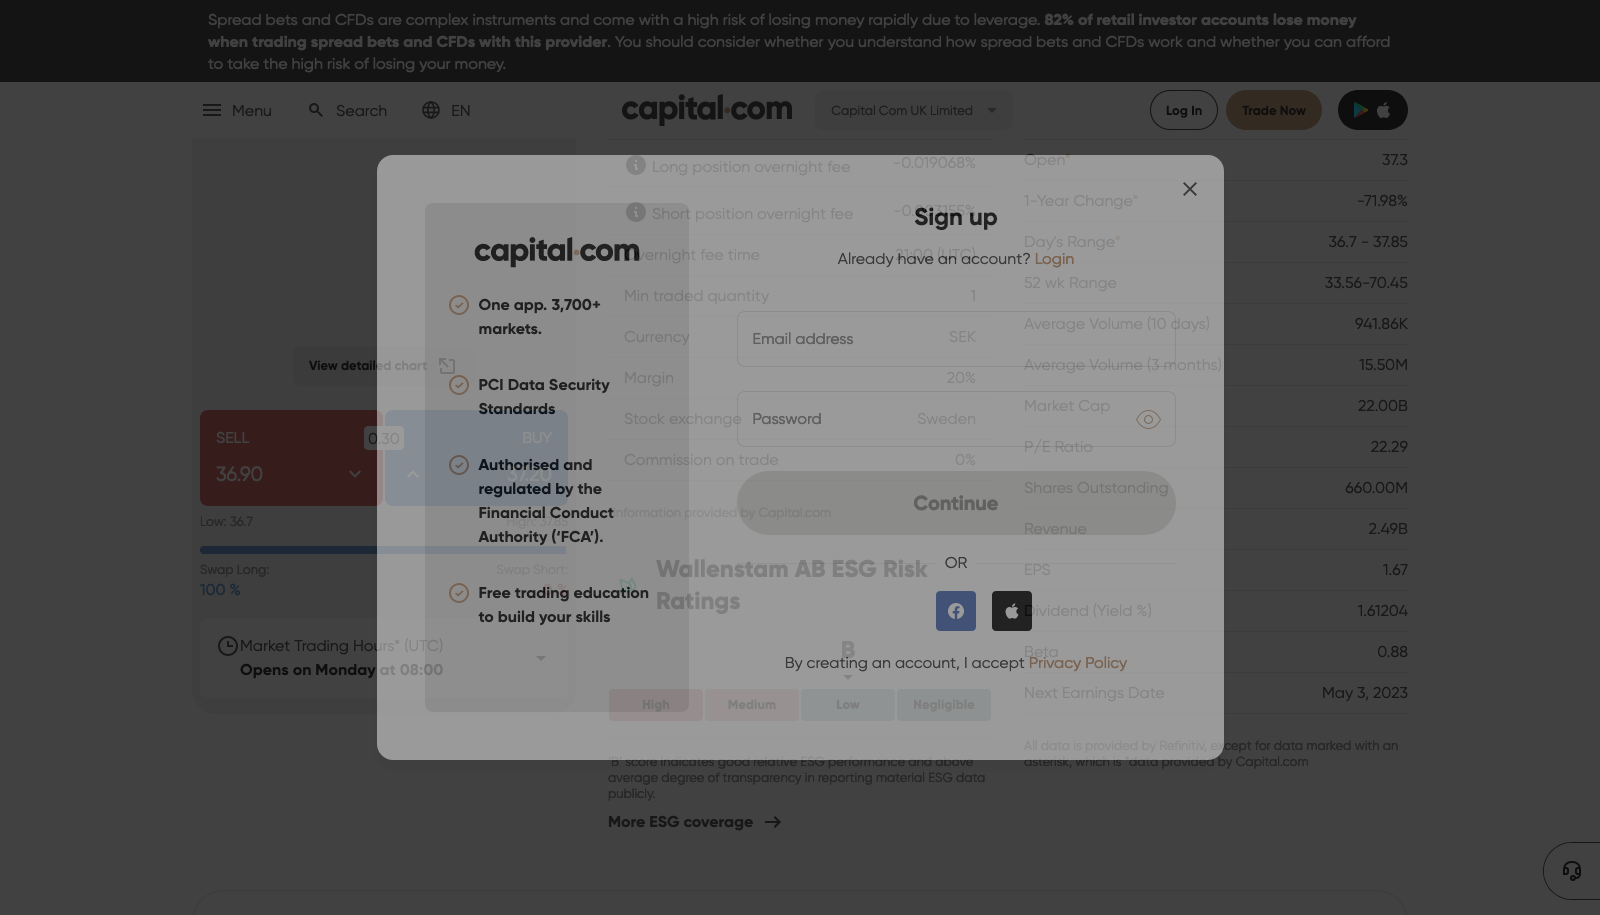 Spread bets and CFDs are complex instruments and come with a high risk of losing money rapidly due to leverage. 82% of retail investor accounts lose money
when trading spread bets and CFDs with this provider. You should consider whether you understand how spread bets and CFDs work and whether you can afford
to take the high risk of losing your money.
Menu
Search
EN
capital.com
Capital Com UK Limited
Log In
Trade Now
View detailed chart
SELL
36.90
0.30
BUY
37.20
Low: 36.7
High: 37.85
Swap Long:
100 %
Swap Short:
Market Trading Hours* (UTC)
Opens on Monday at 08:00
Long position overnight fee -0.019068%
Short position overnight fee
Overnight fee time 21:00 (UTC)
Min traded quantity 1
Currency SEK
Margin 20%
Stock exchange Sweden
Commission on trade 0%
*Information provided by Capital.com
Wallenstam AB ESG Risk
Ratings
B
High
Medium
Low
Negligible
'B' score indicates good relative ESG performance and above
average degree of transparency in reporting material ESG data
publicly.
More ESG coverage
Open* 37.3
1-Year Change* -71.98%
Day's Range* 36.7 - 37.85
52 wk Range 33.56-70.45
Average Volume (10 days) 941.86K
Average Volume (3 months) 15.50M
Market Cap 22.00B
P/E Ratio 22.29
Shares Outstanding 660.00M
Revenue 2.49B
EPS 1.67
Dividend (Yield %) 1.61204
Beta 0.88
Next Earnings Date May 3, 2023
All data is provided by Refinitiv, except for data marked with an
asterisk, which is *data provided by Capital.com
capital.com
One app. 3,700+
markets.
PCI Data Security
Standards
Authorised and
regulated by the
Financial Conduct
Authority (‘FCA’).
Free trading education
to build your skills
Sign up
Already have an account? Login
Email address
Password
Continue
OR
By creating an account, I accept Privacy Policy